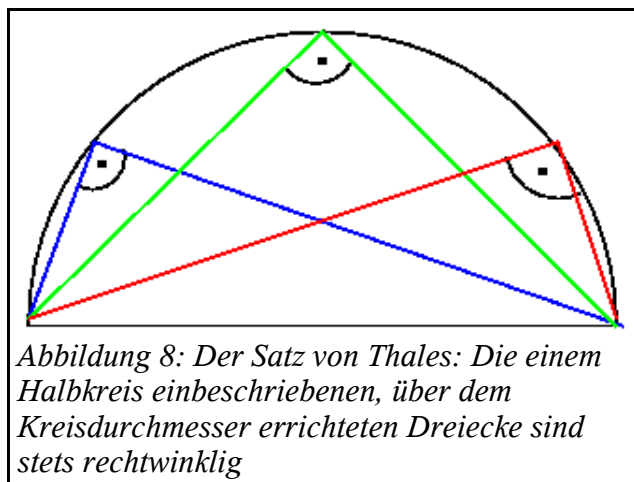 Abbildung 8: Der Satz von Thales: Die einem
Halbkreis einbeschriebenen, über dem
Kreisdurchmesser errichteten Dreiecke sind
stets rechtwinklig